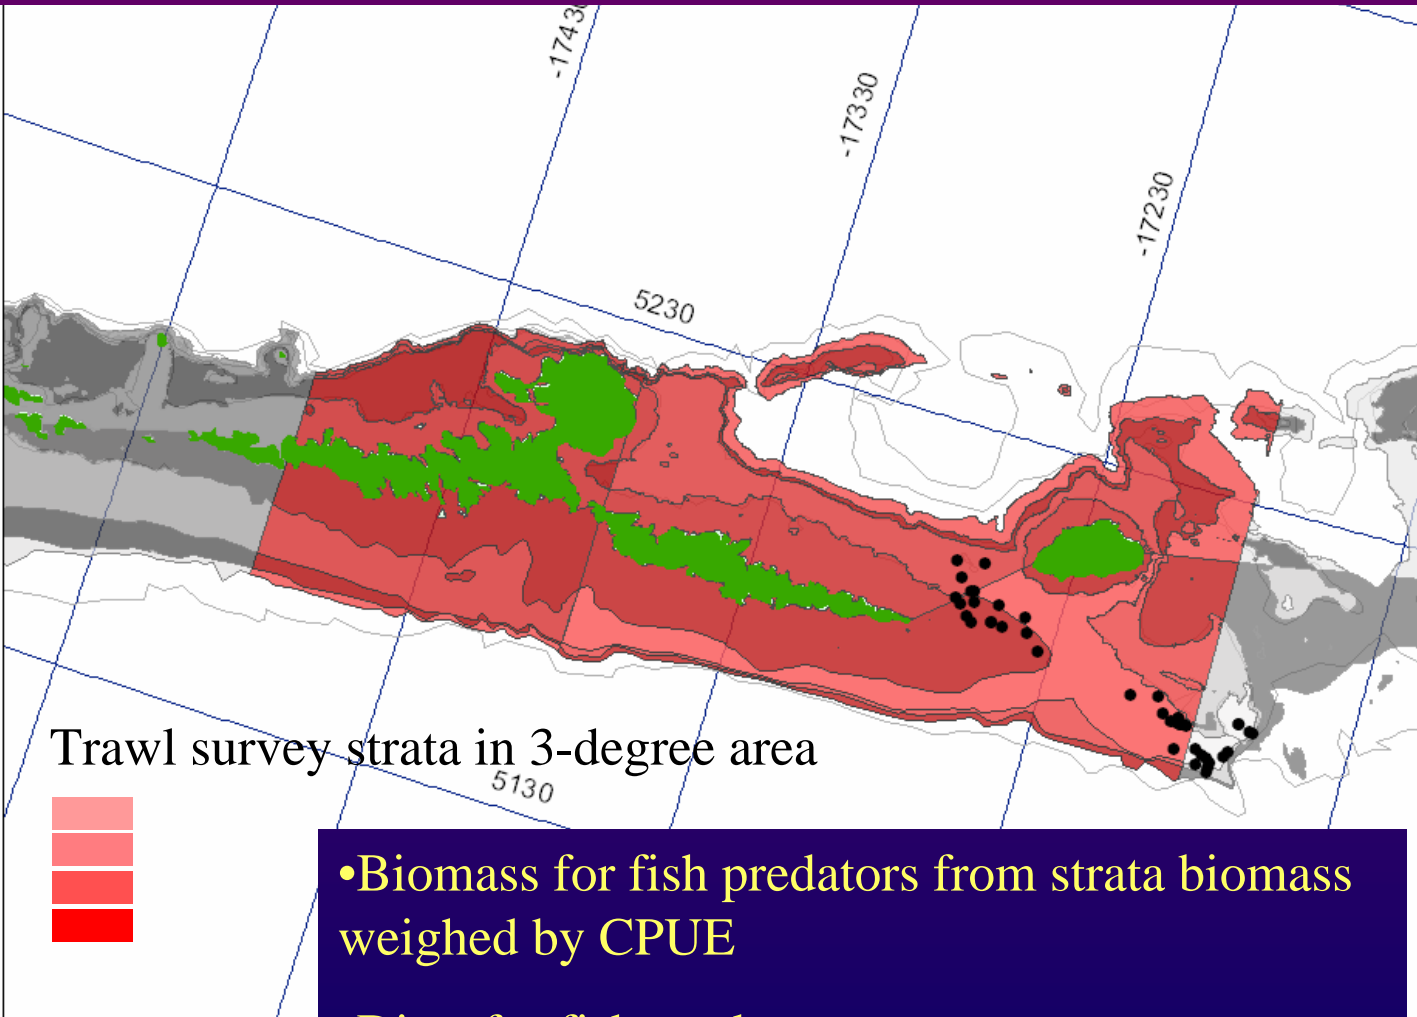 -17430
-17330
-17230
5230
Trawl survey strata in 3-degree area
5130
•Biomass for fish predators from strata biomass
weighed by CPUE